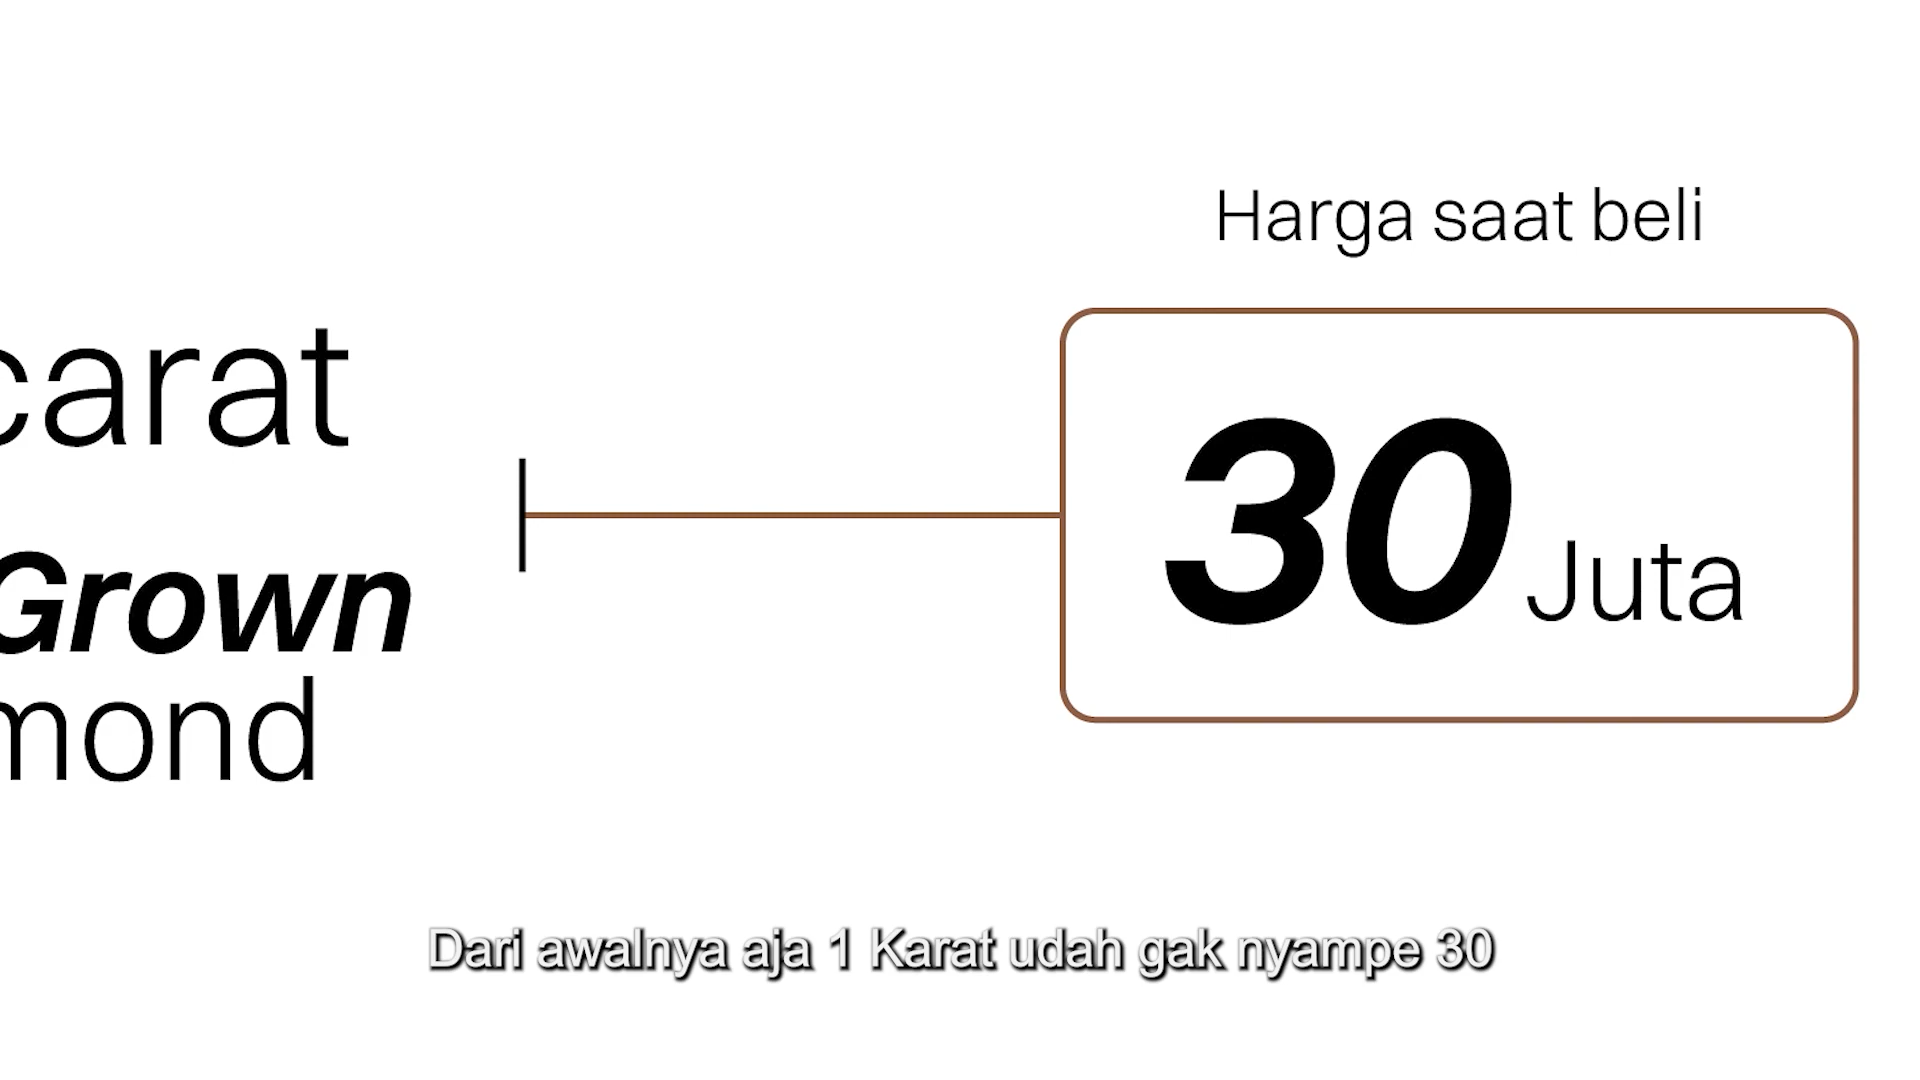 carat
Grown
mond
Harga saat beli
30 Juta
Dari awalnya aja 1 Karat udah gak nyampe 30